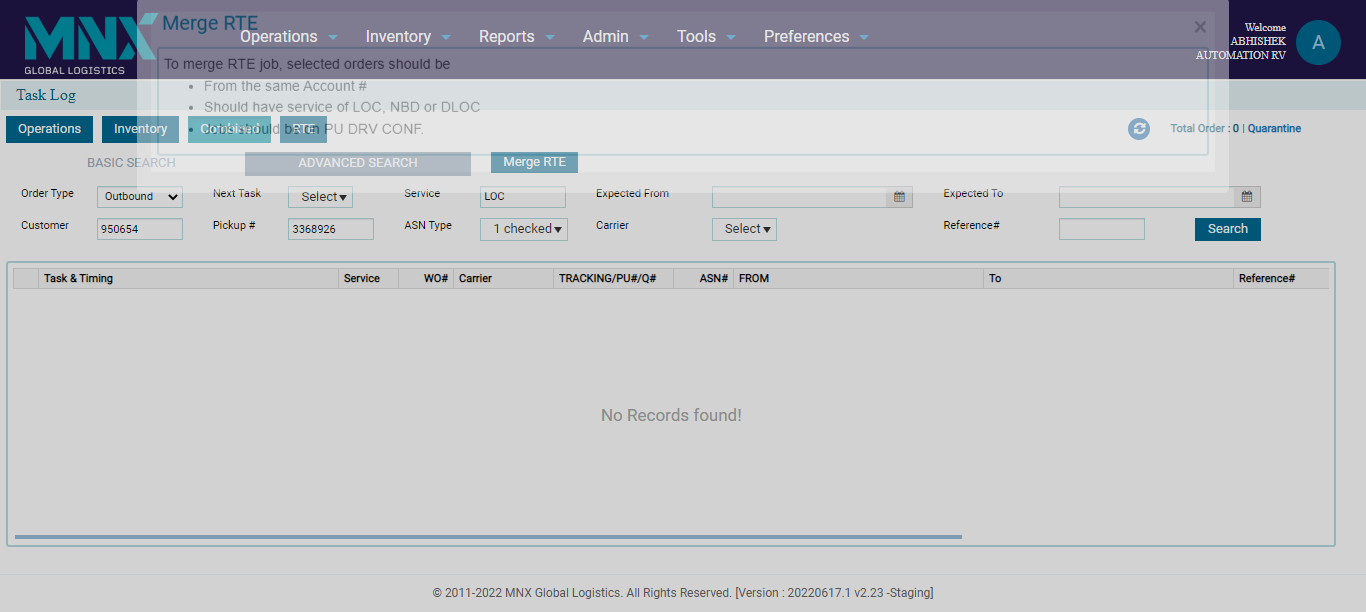 MNX
GLOBAL LOGISTICS
Merge RTE
×
Operations Inventory Reports Admin Tools Preferences
Welcome
ABHISHEK
AUTOMATION RV
A
To merge RTE job, selected orders should be
• From the same Account #
• Should have service of LOC, NBD or DLOC
• Jobs should be in PU DRV CONF.
Task Log
Operations Inventory Combined RTE
Total Order : 0 | Quarantine
BASIC SEARCH ADVANCED SEARCH Merge RTE
Order Type Outbound Next Task Select Service LOC Expected From Expected To
Customer 950654 Pickup # 3368926 ASN Type 1 checked Carrier Select Reference# Search
Task & Timing Service WO# Carrier TRACKING/PU#/Q# ASN# FROM To Reference#
No Records found!
© 2011-2022 MNX Global Logistics. All Rights Reserved. [Version : 20220617.1 v2.23 -Staging]